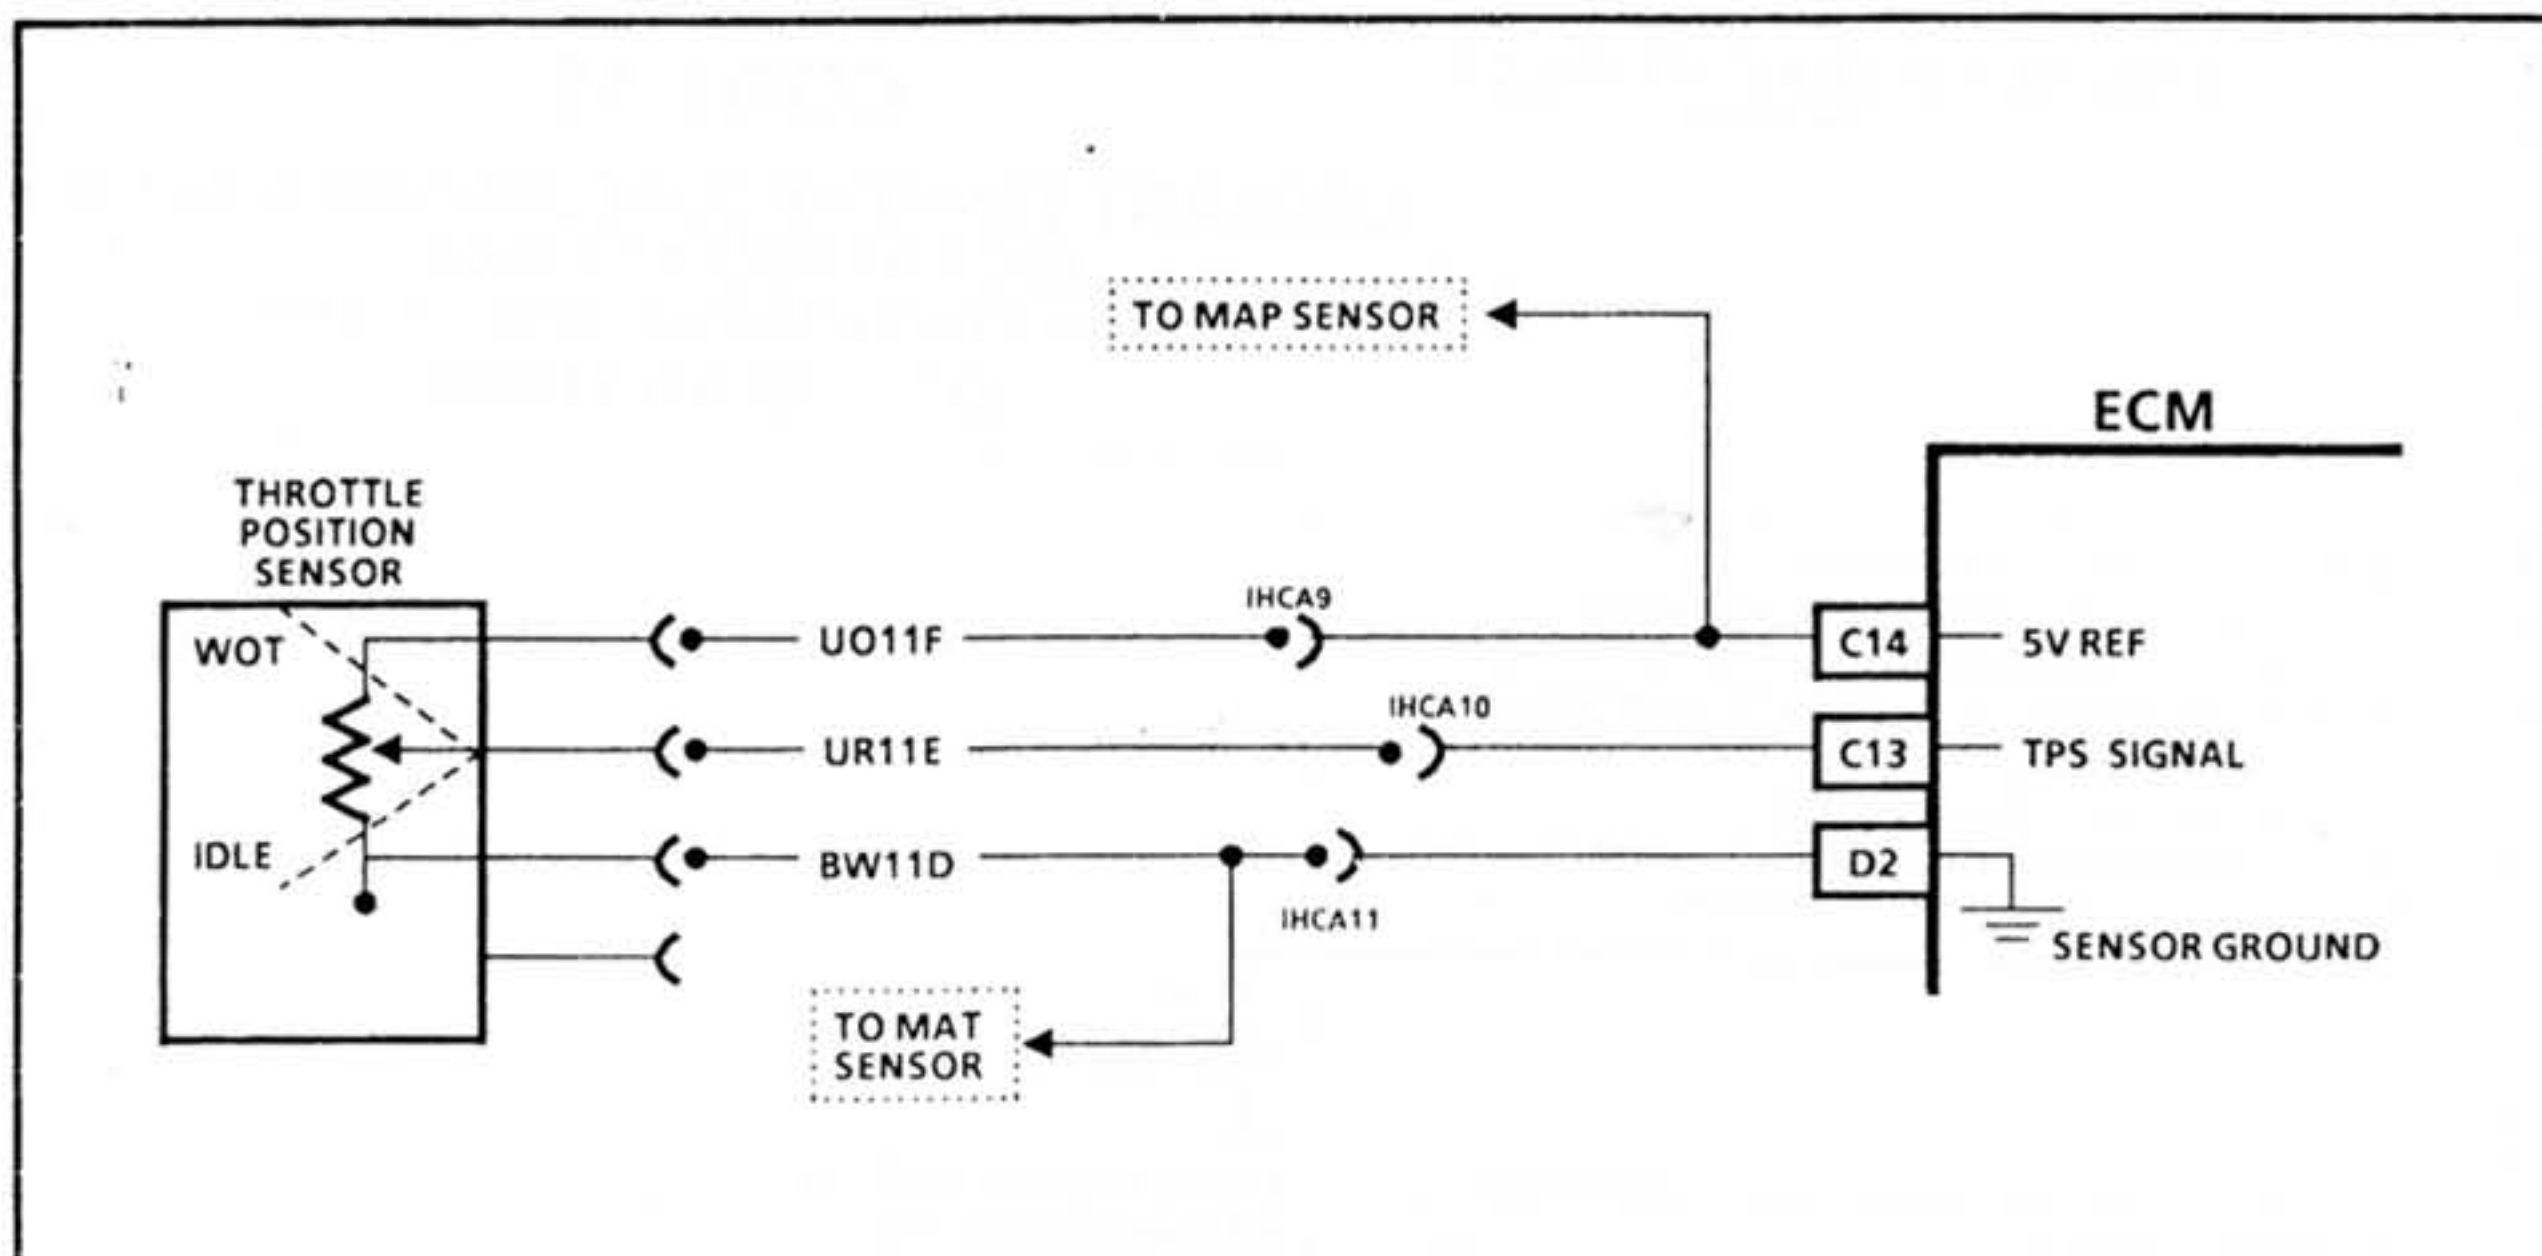 TO MAP SENSOR
ECM
THROTTLE
POSITION
SENSOR
WOT
IDLE
UO11F
IHCA9
C14
5V REF
UR11E
IHCA10
C13
TPS SIGNAL
BW11D
IHCA11
D2
SENSOR GROUND
TO MAT
SENSOR